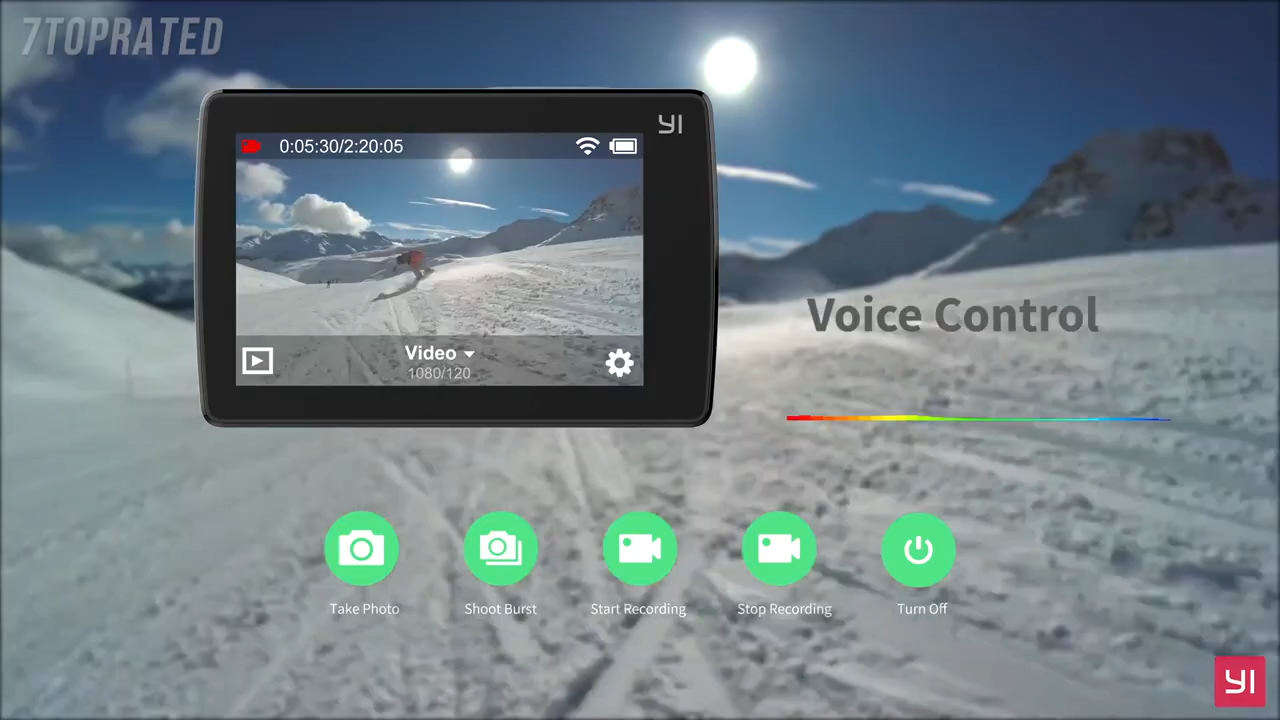 7TOPRATED
YI
0:05:30/2:20:05
Video
1080/120
Voice Control
Take Photo
Shoot Burst
Start Recording
Stop Recording
Turn Off
YI